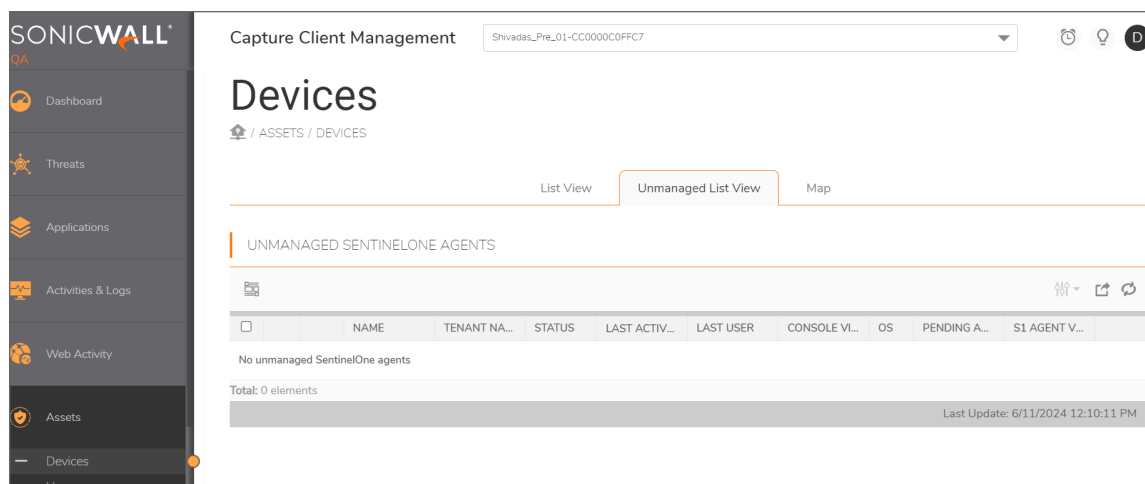 SONICWALL
QA
Capture Client Management
Shivadas_Pre_01-CC0000C0FFC7
D
Dashboard
Threats
Applications
Activities & Logs
Web Activity
Assets
Devices
Devices
/ ASSETS / DEVICES
List View
Unmanaged List View
Map
UNMANAGED SENTINELONE AGENTS
NAME TENANT NA... STATUS LAST ACTIV... LAST USER CONSOLE VI... OS PENDING A... S1 AGENT V...
No unmanaged SentinelOne agents
Total: 0 elements
Last Update: 6/11/2024 12:10:11 PM